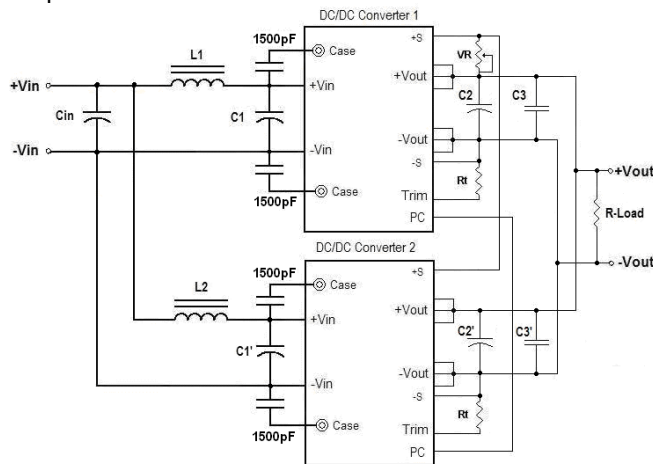 DC/DC Converter 1
1500pF
Case
+S
VR
L1
+Vin
+Vin
+Vout
Cin
C1
C2
C3
-Vin
-Vin
-Vout
-S
Case
Rt
1500pF
Trim
PC
+Vout
R-Load
-Vout
DC/DC Converter 2
1500pF
Case
+S
L2
+Vin
+Vout
C1'
C2'
C3'
-Vin
-Vout
-S
Case
Rt
1500pF
Trim
PC